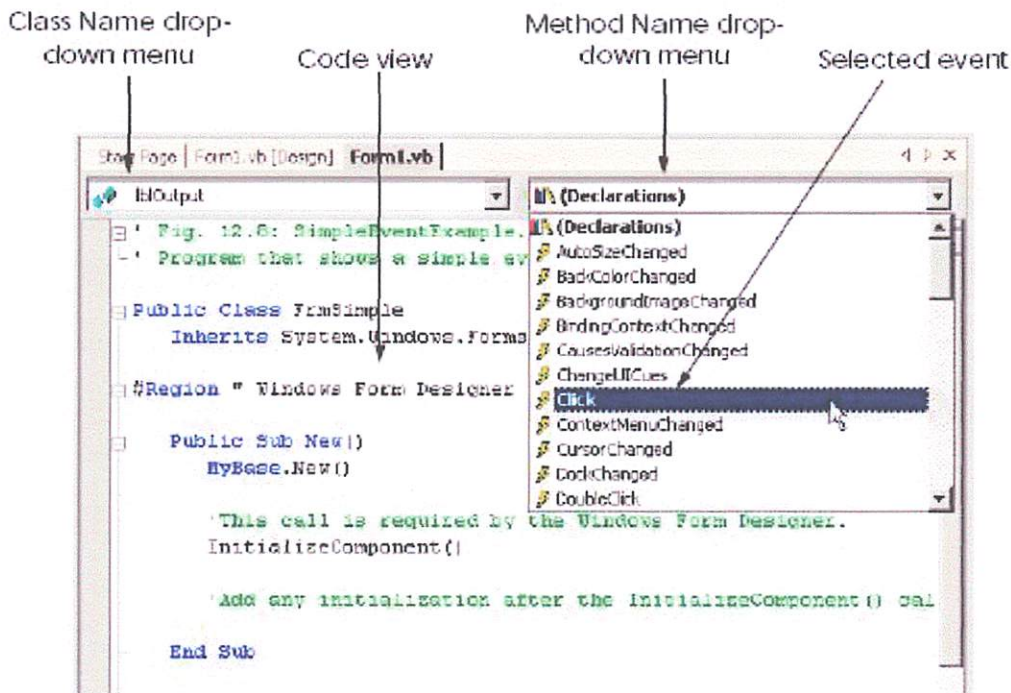 Class Name drop-
down menu
Code view
Method Name drop-
down menu
Selected event
Start Page | Form1.vb [Design] | Form1.vb
lblOutput
(Declarations)
(Declarations)
AutoSizeChanged
BackColorChanged
BackgroundImageChanged
BindingContextChanged
CausesValidationChanged
ChangeUICues
Click
ContextMenuChanged
CursorChanged
DockChanged
DoubleClick
' Fig. 12.8: SimpleEventExample.
' Program that shows a simple ev
Public Class FrmSimple
Inherits System.Windows.Forms
#Region " Windows Form Designer
Public Sub New()
MyBase.New()
'This call is required by the Windows Form Designer.
InitializeComponent()
'Add any initialization after the InitializeComponent() cal
End Sub